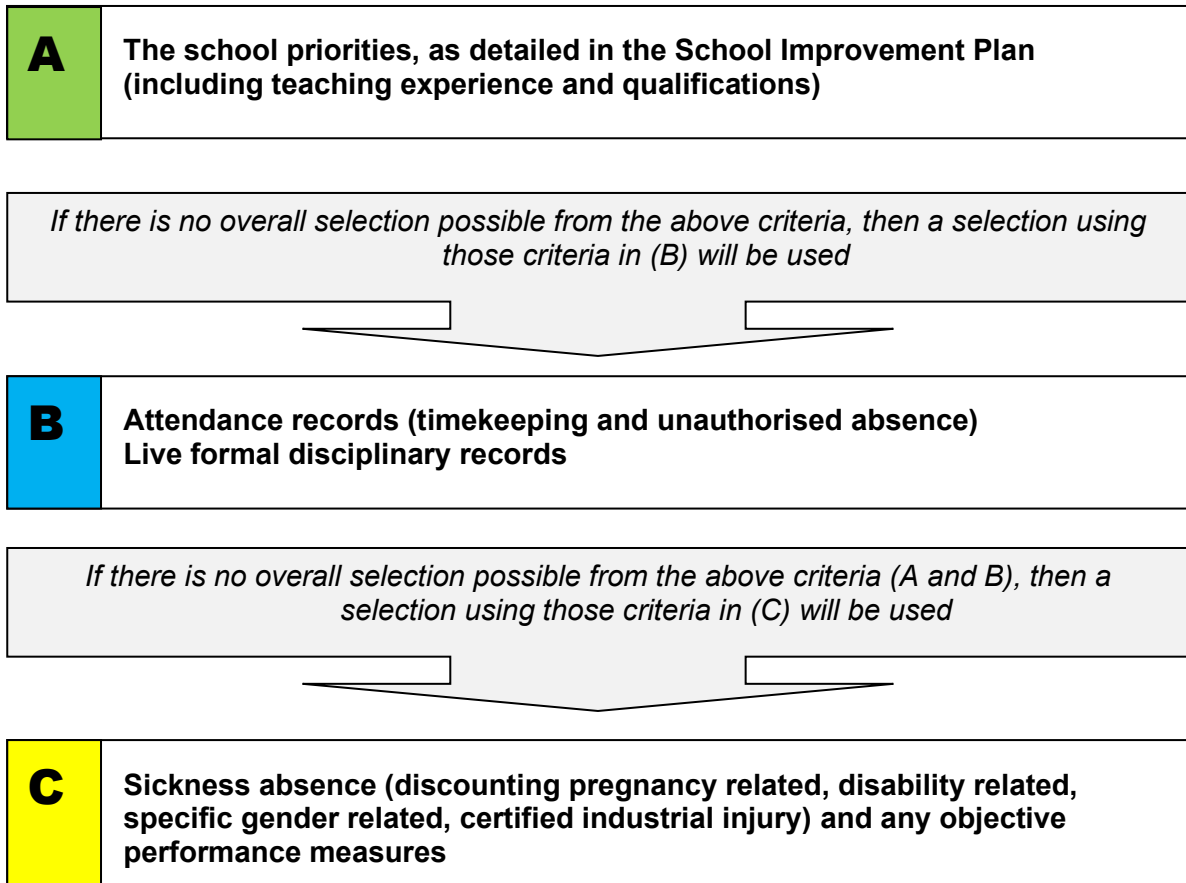 A
The school priorities, as detailed in the School Improvement Plan
(including teaching experience and qualifications)
If there is no overall selection possible from the above criteria, then a selection using
those criteria in (B) will be used
B
Attendance records (timekeeping and unauthorised absence)
Live formal disciplinary records
If there is no overall selection possible from the above criteria (A and B), then a
selection using those criteria in (C) will be used
C
Sickness absence (discounting pregnancy related, disability related,
specific gender related, certified industrial injury) and any objective
performance measures